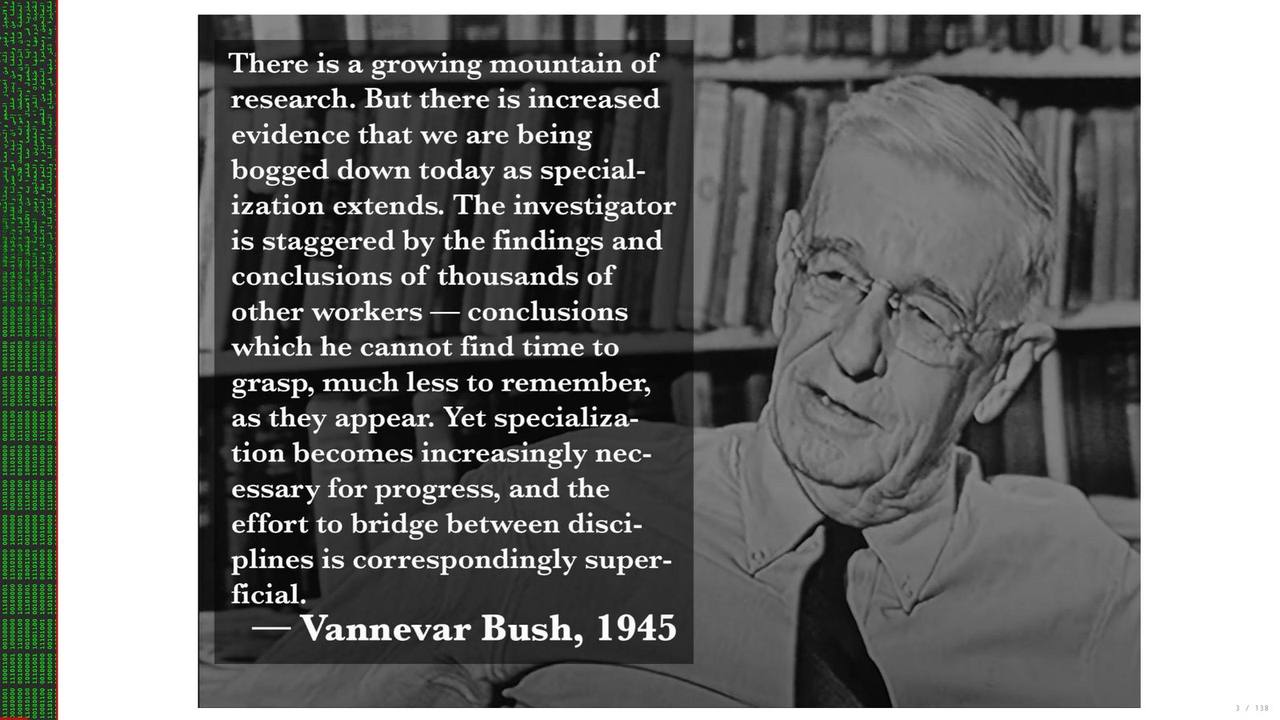 There is a growing mountain of
research. But there is increased
evidence that we are being
bogged down today as special-
ization extends. The investigator
is staggered by the findings and
conclusions of thousands of
other workers — conclusions
which he cannot find time to
grasp, much less to remember,
as they appear. Yet specializa-
tion becomes increasingly nec-
essary for progress, and the
effort to bridge between disci-
plines is correspondingly super-
ficial.
— Vannevar Bush, 1945
3 / 138